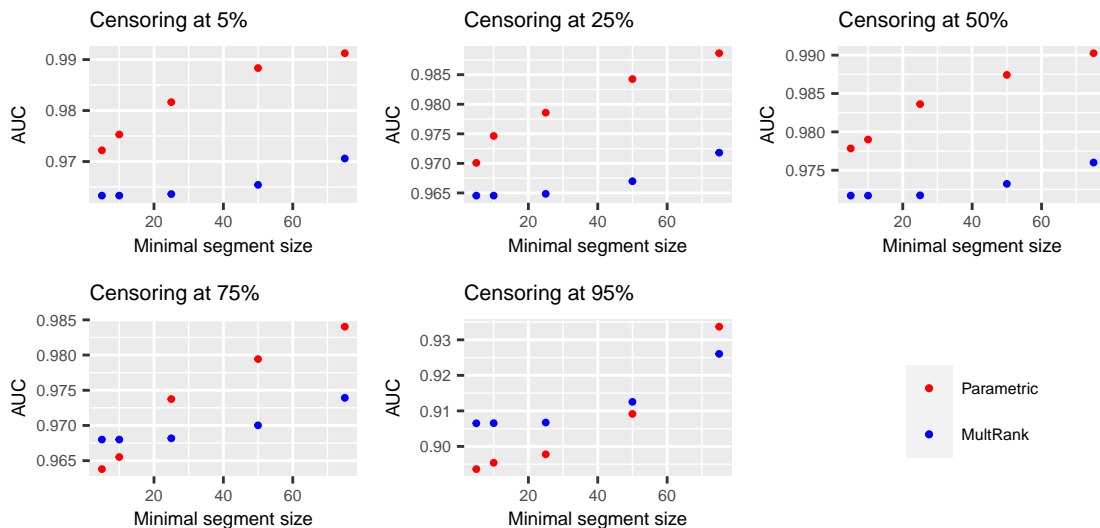 Censoring at 5%
Censoring at 25%
Censoring at 50%
AUC
0.99
0.98
0.97
20
40
60
Minimal segment size
AUC
0.985
0.980
0.975
0.970
0.965
20
40
60
Minimal segment size
AUC
0.990
0.985
0.980
0.975
20
40
60
Minimal segment size
Censoring at 75%
Censoring at 95%
AUC
0.985
0.980
0.975
0.970
0.965
20
40
60
Minimal segment size
AUC
0.93
0.92
0.91
0.90
20
40
60
Minimal segment size
Parametric
MultRank